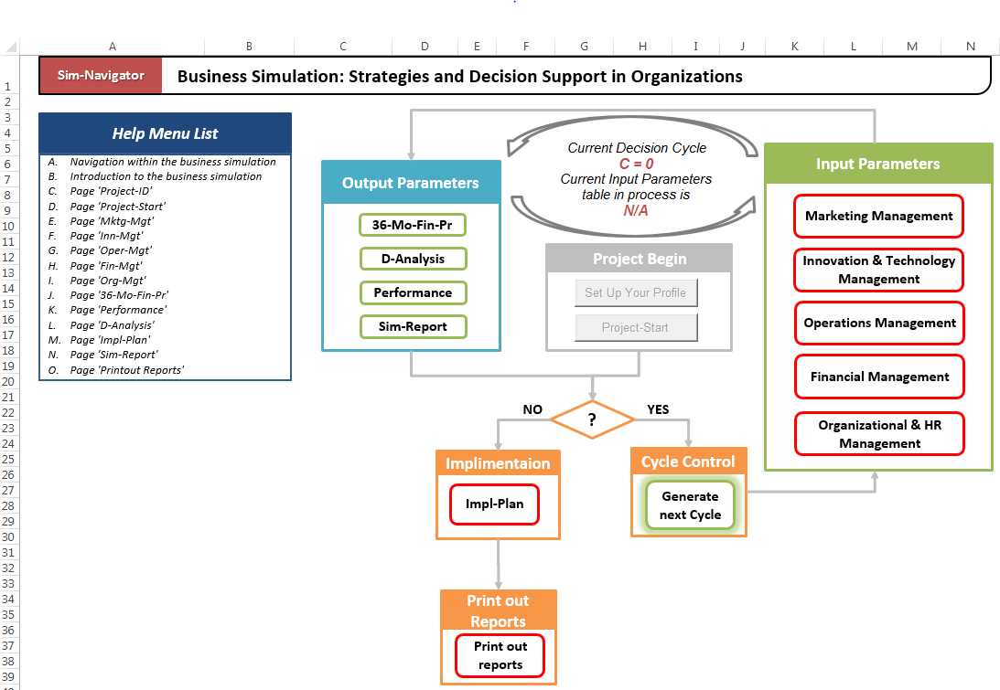 A B C D E F G H I J K L M N
1
2
3
4
5
6
7
8
9
10
11
12
13
14
15
16
17
18
19
20
21
22
23
24
25
26
27
28
29
30
31
32
33
34
35
36
37
38
39
Sim-Navigator
Business Simulation: Strategies and Decision Support in Organizations
Help Menu List
A. Navigation within the business simulation
B. Introduction to the business simulation
C. Page 'Project-ID'
D. Page 'Project-Start'
E. Page 'Mktg-Mgt'
F. Page 'Inn-Mgt'
G. Page 'Oper-Mgt'
H. Page 'Fin-Mgt'
I. Page 'Org-Mgt'
J. Page '36-Mo-Fin-Pr'
K. Page 'Performance'
L. Page 'D-Analysis'
M. Page 'Impl-Plan'
N. Page 'Sim-Report'
O. Page 'Printout Reports'
Output Parameters
36-Mo-Fin-Pr
D-Analysis
Performance
Sim-Report
Current Decision Cycle
C = 0
Current Input Parameters
table in process is
N/A
Project Begin
Set Up Your Profile
Project-Start
Input Parameters
Marketing Management
Innovation & Technology
Management
Operations Management
Financial Management
Organizational & HR
Management
NO
?
YES
Implimentaion
Impl-Plan
Cycle Control
Generate
next Cycle
Print out
Reports
Print out
reports